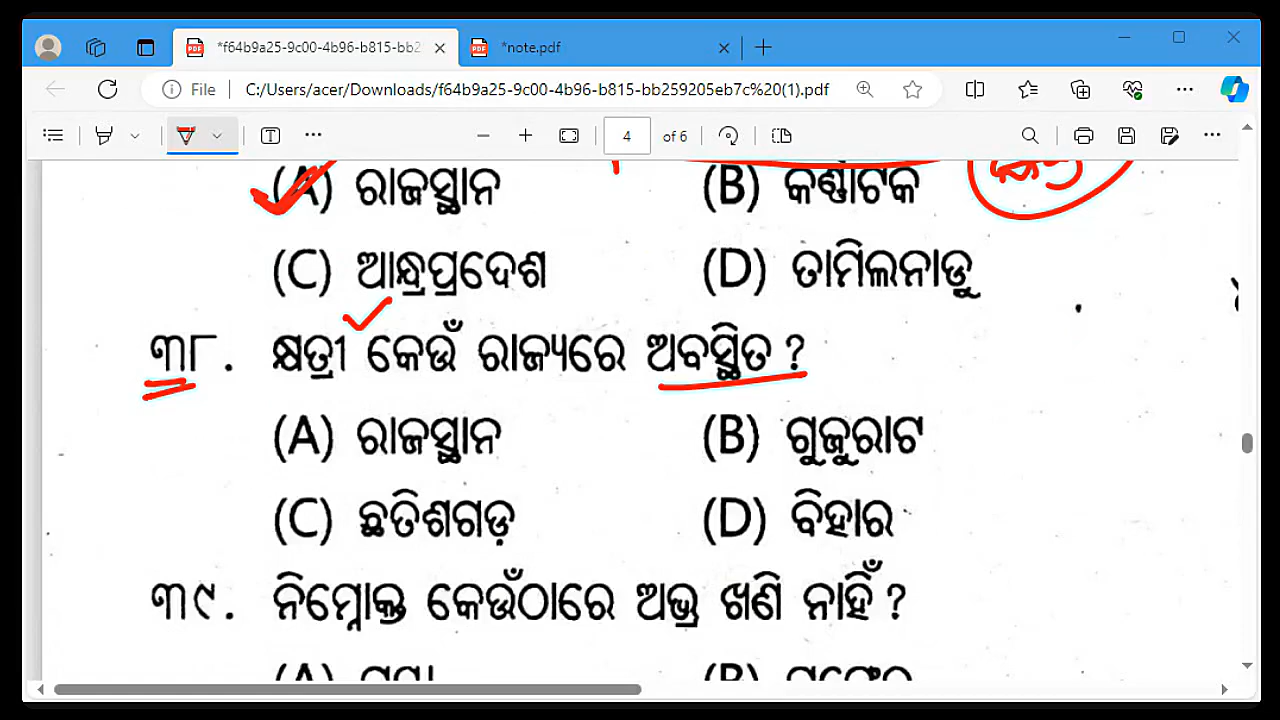 *f64b9a25-9c00-4b96-b815-bb2 *note.pdf
File C:/Users/acer/Downloads/f64b9a25-9c00-4b96-b815-bb259205eb7c%20(1).pdf
4 of 6
(A) ରାଜସ୍ଥାନ (B) କର୍ଣ୍ଣାଟକ
(C) ଆନ୍ଧ୍ରପ୍ରଦେଶ (D) ତାମିଲନାଡୁ
୩୮. କ୍ଷତ୍ରୀ କେଉଁ ରାଜ୍ୟରେ ଅବସ୍ଥିତ ?
(A) ରାଜସ୍ଥାନ (B) ଗୁଜୁରାଟ
(C) ଛତିଶଗଡ଼ (D) ବିହାର
୩୯. ନିମ୍ନୋକ୍ତ କେଉଁଠାରେ ଅଭ୍ର ଖଣି ନାହିଁ ?
(A) (B)